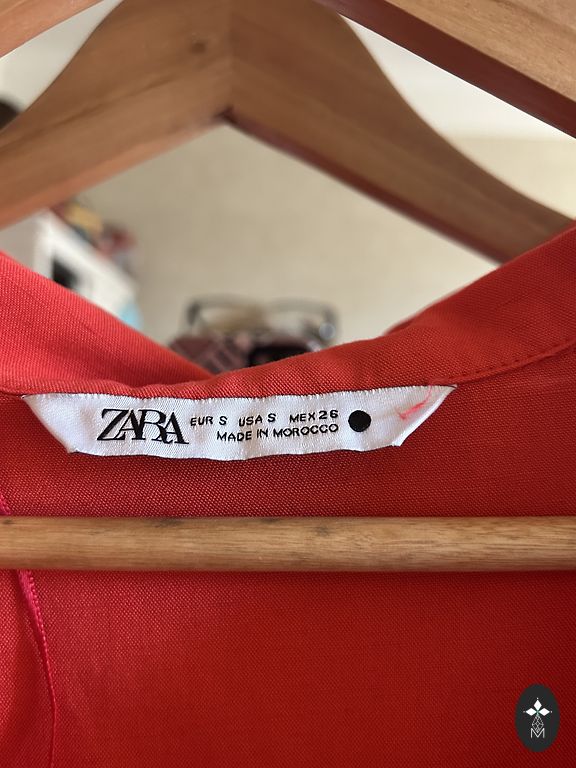 ZARA
EUR S USA S MEX 26
MADE IN MOROCCO
M